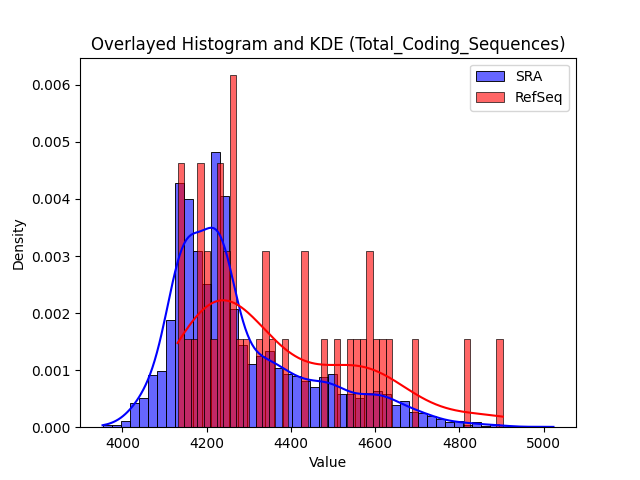 Overlayed Histogram and KDE (Total_Coding_Sequences)
SRA
RefSeq
0.006
0.005
0.004
0.003
0.002
0.001
0.000
Density
4000 4200 4400 4600 4800 5000
Value